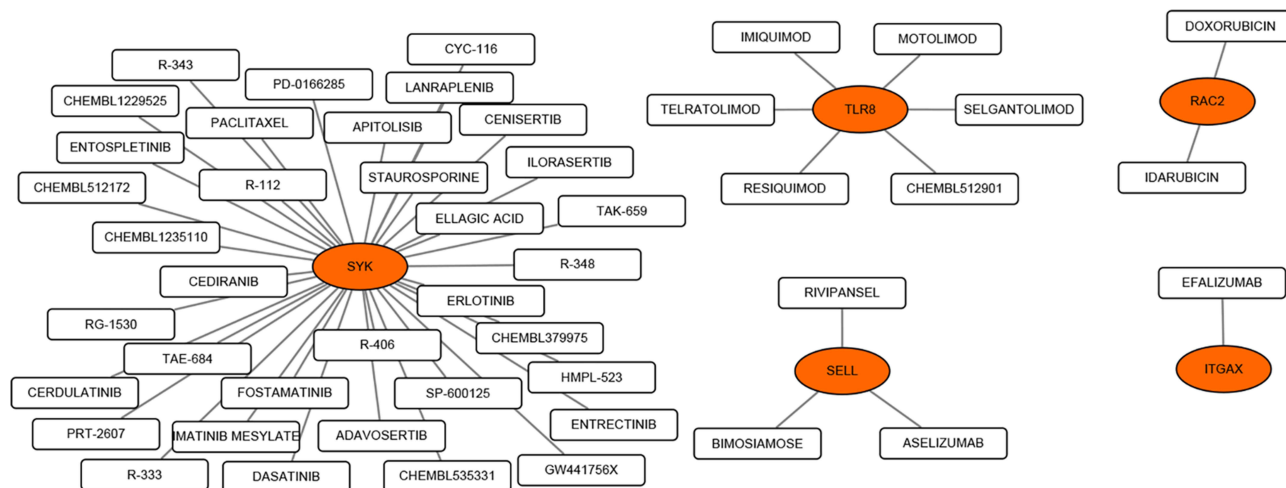 CYC-116
R-343
PD-0166285
LANRAPLENIB
CHEMBL1229525
PACLITAXEL
APITOLISIB
CENISERTIB
ENTOSPLETINIB
ILORASERTIB
STAUROSPORINE
R-112
CHEMBL512172
ELLAGIC ACID
TAK-659
CHEMBL1235110
SYK
R-348
CEDIRANIB
ERLOTINIB
RG-1530
CHEMBL379975
R-406
TAE-684
HMPL-523
CERDULATINIB
FOSTAMATINIB
SP-600125
ENTRECTINIB
PRT-2607
IMATINIB MESYLATE
ADAVOSERTIB
R-333
DASATINIB
CHEMBL535331
GW441756X
IMIQUIMOD
MOTOLIMOD
TELRATOLIMOD
TLR8
SELGANTOLIMOD
RESIQUIMOD
CHEMBL512901
DOXORUBICIN
RAC2
IDARUBICIN
RIVIPANSEL
SELL
BIMOSIAMOSE
ASELIZUMAB
EFALIZUMAB
ITGAX